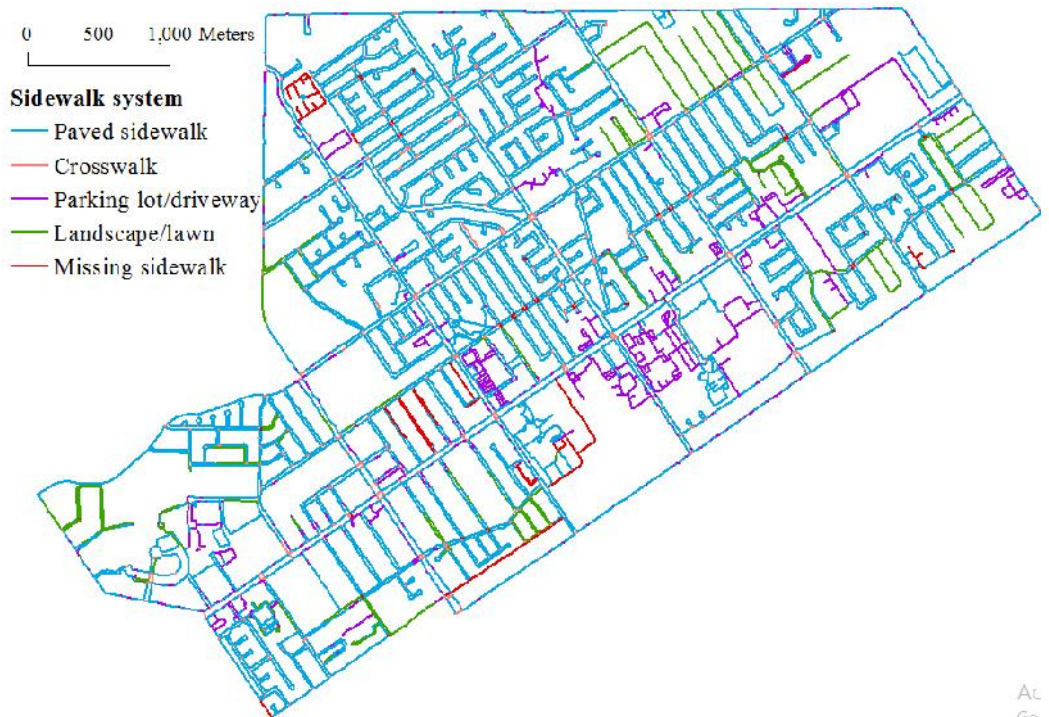 0 500 1,000 Meters
Sidewalk system
Paved sidewalk
Crosswalk
Parking lot/driveway
Landscape/lawn
Missing sidewalk